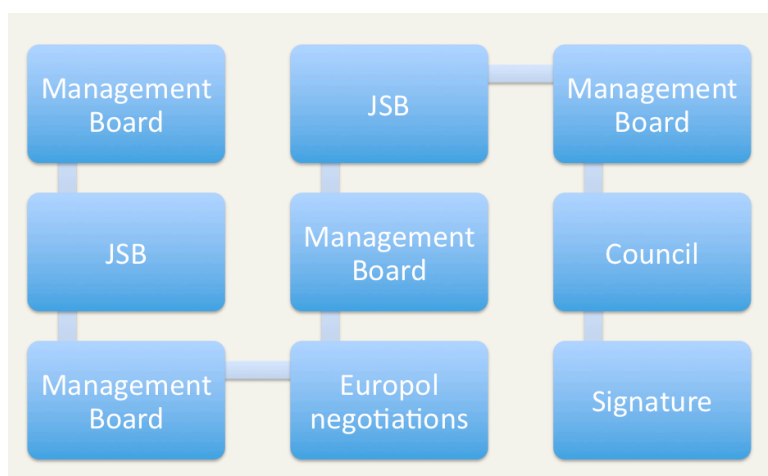 Management
Board
JSB
Management
Board
Europol
negotiations
Management
Board
JSB
Management
Board
Council
Signature